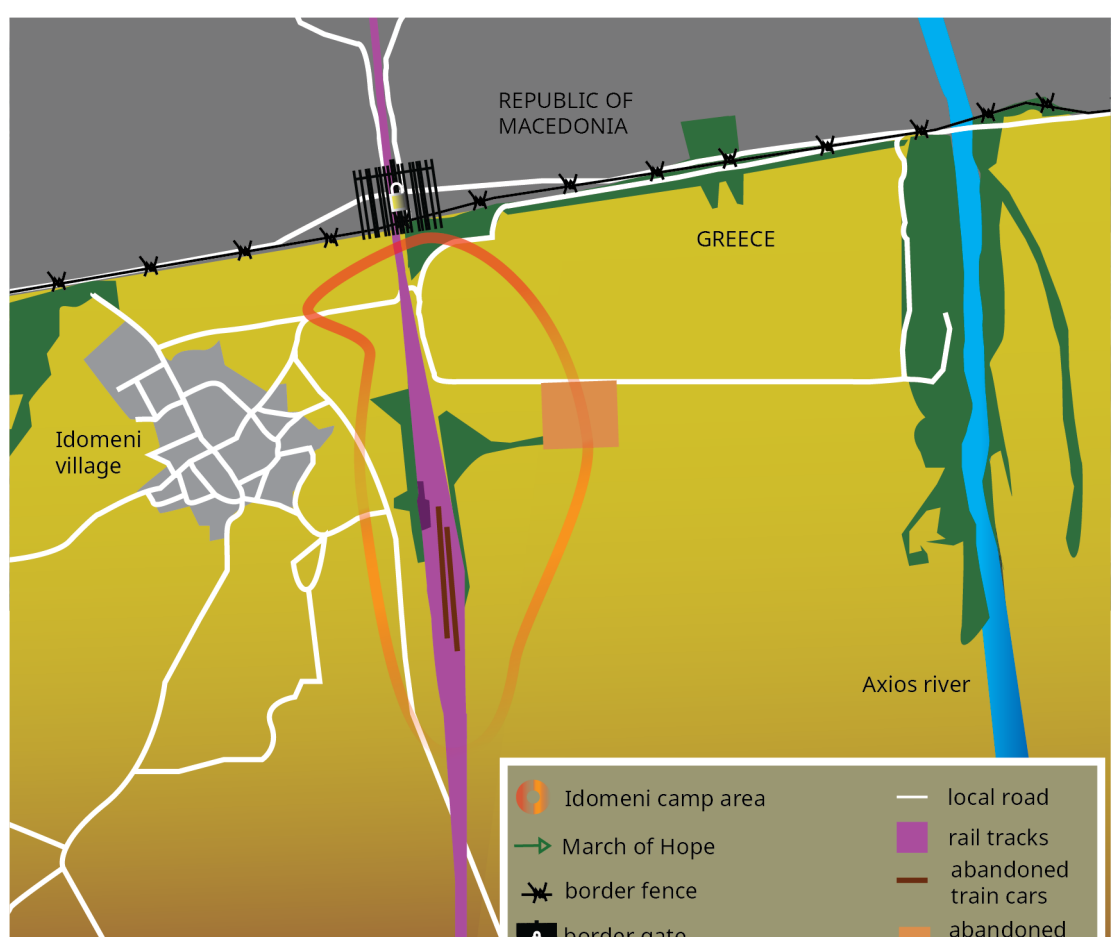 REPUBLIC OF
MACEDONIA
GREECE
Idomeni
village
Axios river
Idomeni camp area
March of Hope
border fence
border gate
local road
rail tracks
abandoned
train cars
abandoned